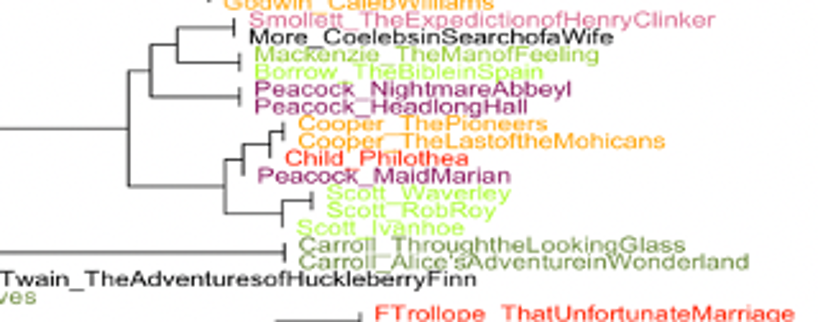 Godwin_CalebWilliams
Smollett_TheExpedictionofHenryClinker
More_CoelebsinSearchofaWife
Mackenzie_TheManofFeeling
Borrow_TheBibleinSpain
Peacock_NightmareAbbeyl
Peacock_HeadlongHall
Cooper_ThePioneers
Cooper_TheLastoftheMohicans
Child_Philothea
Peacock_MaidMarian
Scott_Waverley
Scott_RobRoy
Scott_Ivanhoe
Carroll_ThroughtheLookingGlass
Carroll_Alice'sAdventureinWonderland
Twain_TheAdventuresofHuckleberryFinn
ves
FTrollope_ThatUnfortunateMarriage